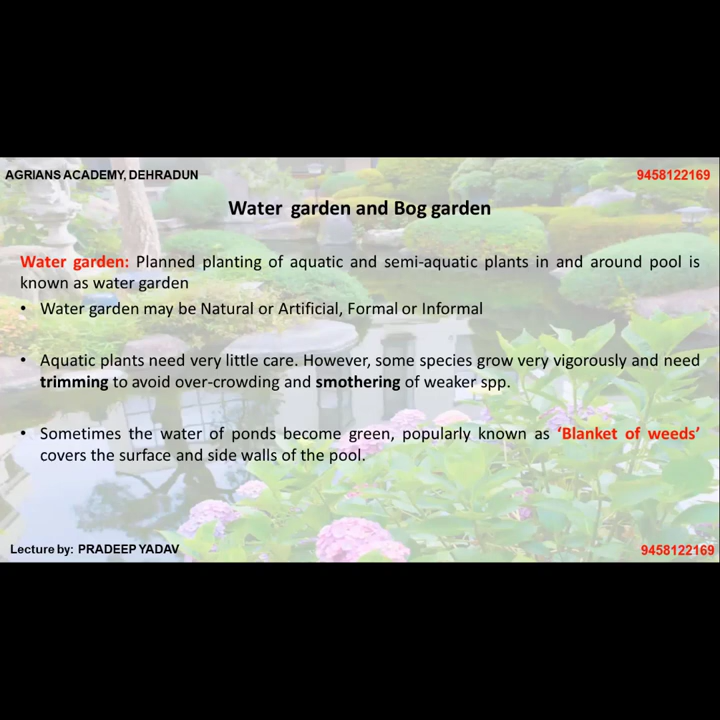 AGRIANS ACADEMY, DEHRADUN 9458122169
Water garden and Bog garden
Water garden: Planned planting of aquatic and semi-aquatic plants in and around pool is
known as water garden
• Water garden may be Natural or Artificial, Formal or Informal
• Aquatic plants need very little care. However, some species grow very vigorously and need
trimming to avoid over-crowding and smothering of weaker spp.
• Sometimes the water of ponds become green, popularly known as ‘Blanket of weeds’
covers the surface and side walls of the pool.
Lecture by: PRADEEP YADAV 9458122169